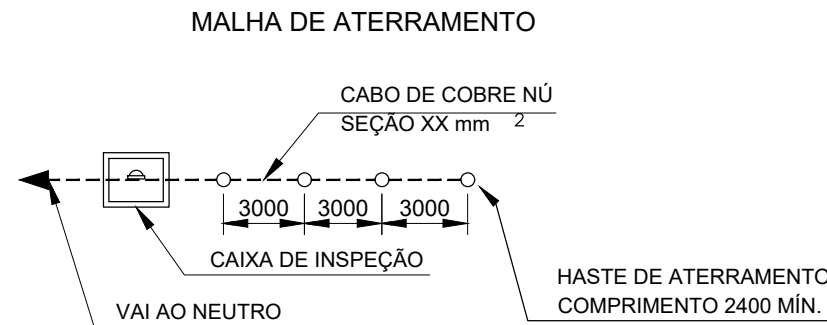 MALHA DE ATERRAMENTO
CABO DE COBRE NÚ
SEÇÃO XX mm 2
3000 3000 3000
CAIXA DE INSPEÇÃO
HASTE DE ATERRAMENTO
COMPRIMENTO 2400 MÍN.
VAI AO NEUTRO